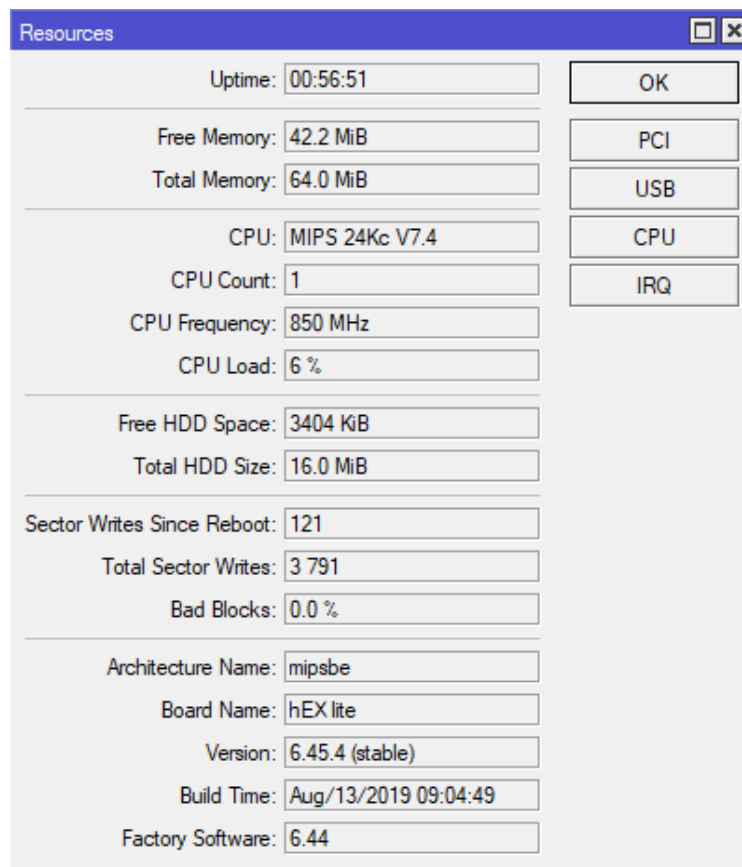 Resources
Uptime: 00:56:51 OK
Free Memory: 42.2 MiB PCI
Total Memory: 64.0 MiB USB
CPU: MIPS 24Kc V7.4 CPU
CPU Count: 1 IRQ
CPU Frequency: 850 MHz
CPU Load: 6 %
Free HDD Space: 3404 KiB
Total HDD Size: 16.0 MiB
Sector Writes Since Reboot: 121
Total Sector Writes: 3 791
Bad Blocks: 0.0 %
Architecture Name: mipsbe
Board Name: hEX lite
Version: 6.45.4 (stable)
Build Time: Aug/13/2019 09:04:49
Factory Software: 6.44